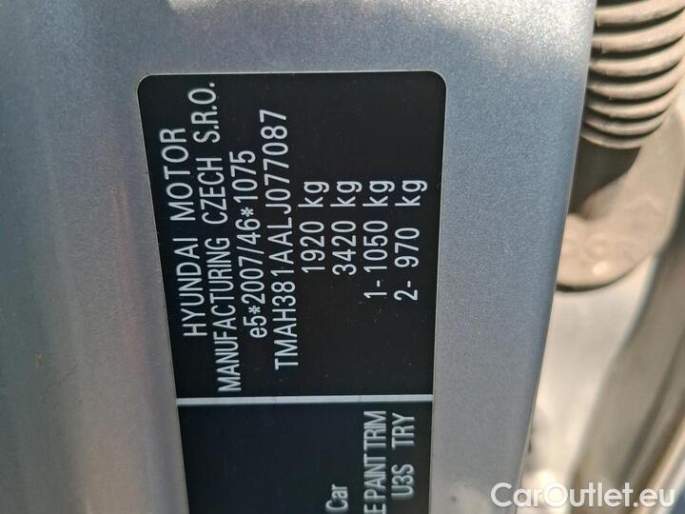 HYUNDAI MOTOR
MANUFACTURING CZECH S.R.O.
e5*2007/46*1075
TMAH381AALJ077087
1920 kg
3420 kg
1-1050 kg
2- 970 kg
Car
E PAINT TRIM
U3S TRY
CarOutlet.eu